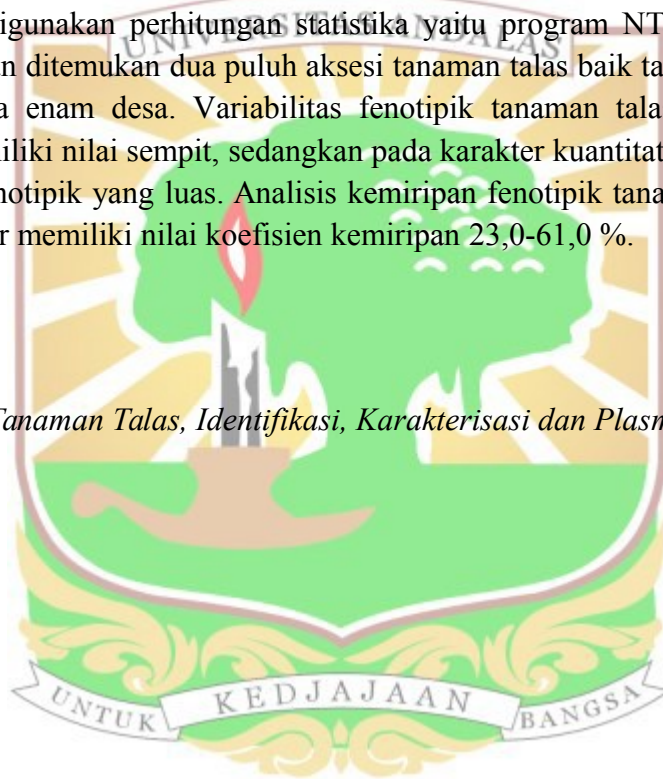 igunakan perhitungan statistika yaitu program NT
UNIVERSITAS ANDALAS
n ditemukan dua puluh aksesi tanaman talas baik ta
a enam desa. Variabilitas fenotipik tanaman tala
iliki nilai sempit, sedangkan pada karakter kuantitat
notipik yang luas. Analisis kemiripan fenotipik tana
r memiliki nilai koefisien kemiripan 23,0-61,0 %.
Tanaman Talas, Identifikasi, Karakterisasi dan Plasm
UNTUK KEDJAJAAN BANGSA